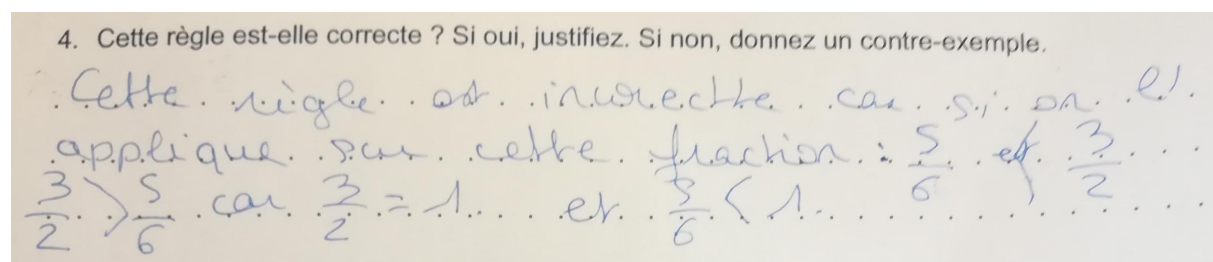 4. Cette règle est-elle correcte ? Si oui, justifiez. Si non, donnez un contre-exemple.
Cette règle est incorrectte car si on l'
applique sur cette fraction : 5/6 et 3/2
3/2 > 5/6 car 3/2 = 1 et 5/6 < 1